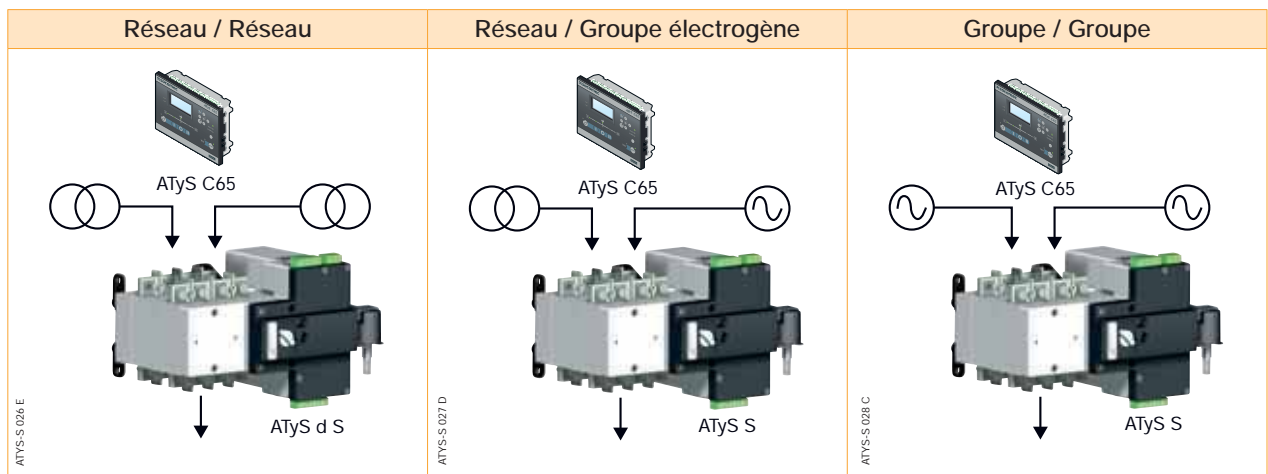 Réseau / Réseau
Réseau / Groupe électrogène
Groupe / Groupe
ATyS C65
ATyS d S
ATYS-S 026 E
ATyS C65
ATyS S
ATYS-S 027 D
ATyS C65
ATyS S
ATYS-S 028 C